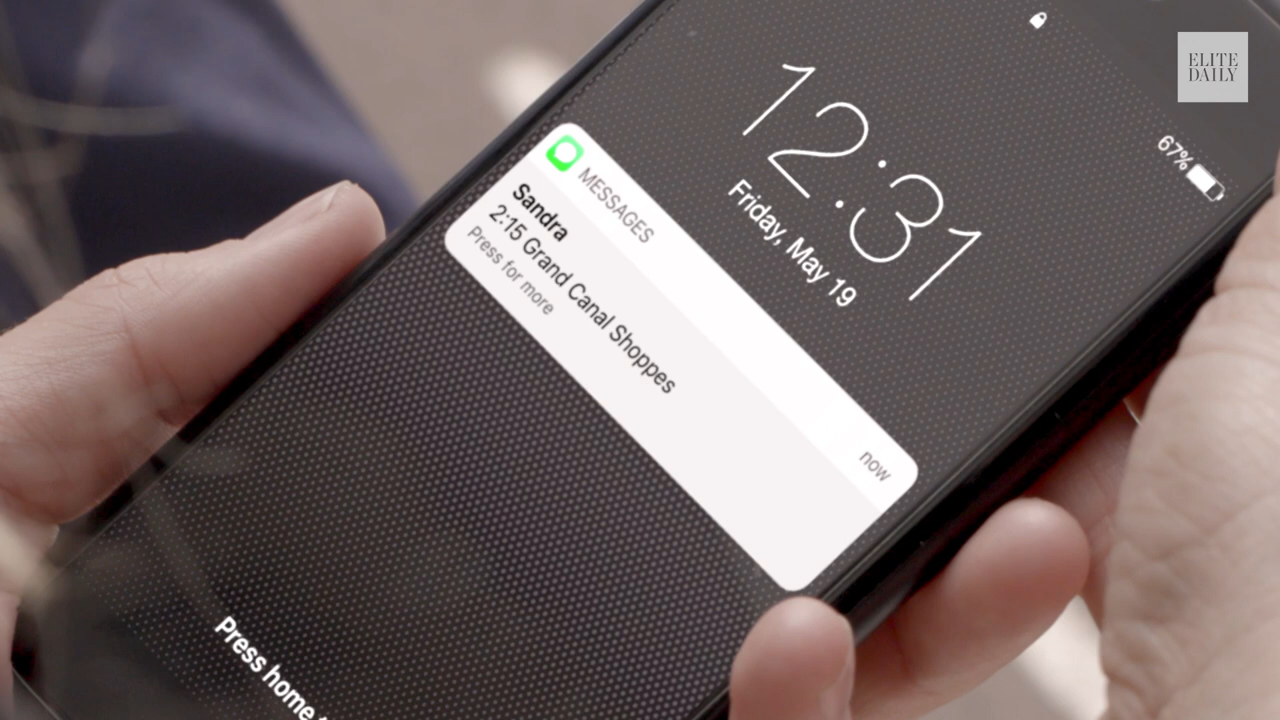 ELITE
DAILY
67%
12:31
Friday, May 19
MESSAGES
now
Sandra
2:15 Grand Canal Shoppes
Press for more
Press home